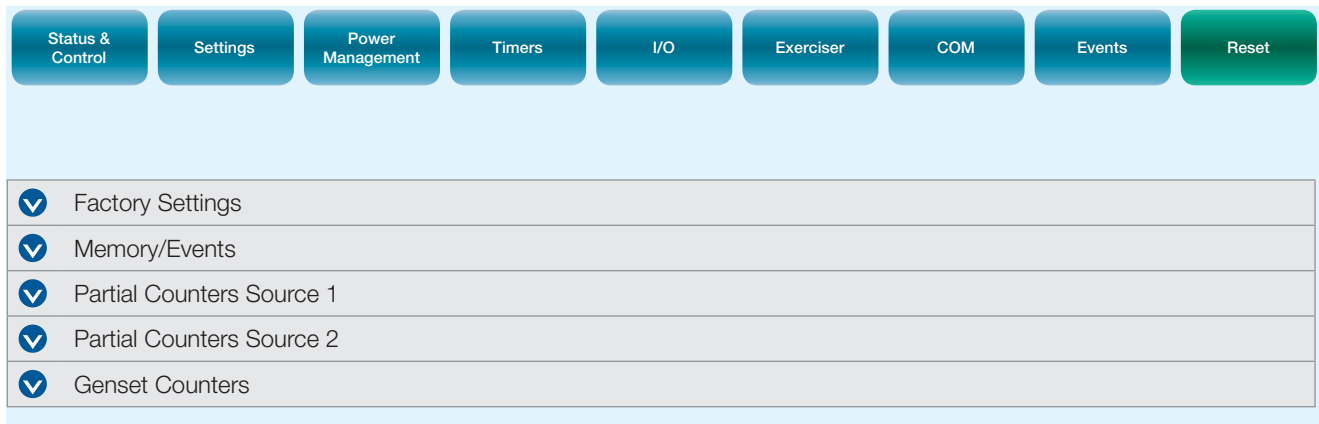 Status &
Control
Settings
Power
Management
Timers
I/O
Exerciser
COM
Events
Reset
Factory Settings
Memory/Events
Partial Counters Source 1
Partial Counters Source 2
Genset Counters